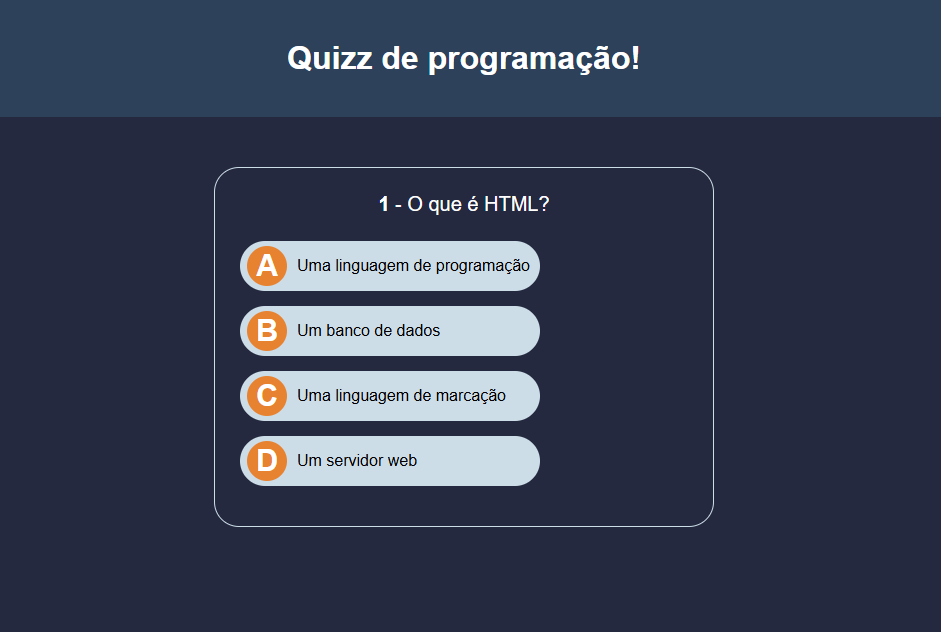 Quizz de programação!
1 - O que é HTML?
A Uma linguagem de programação
B Um banco de dados
C Uma linguagem de marcação
D Um servidor web